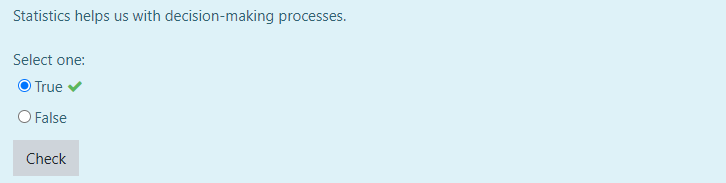 Statistics helps us with decision-making processes.
Select one:
True
False
Check